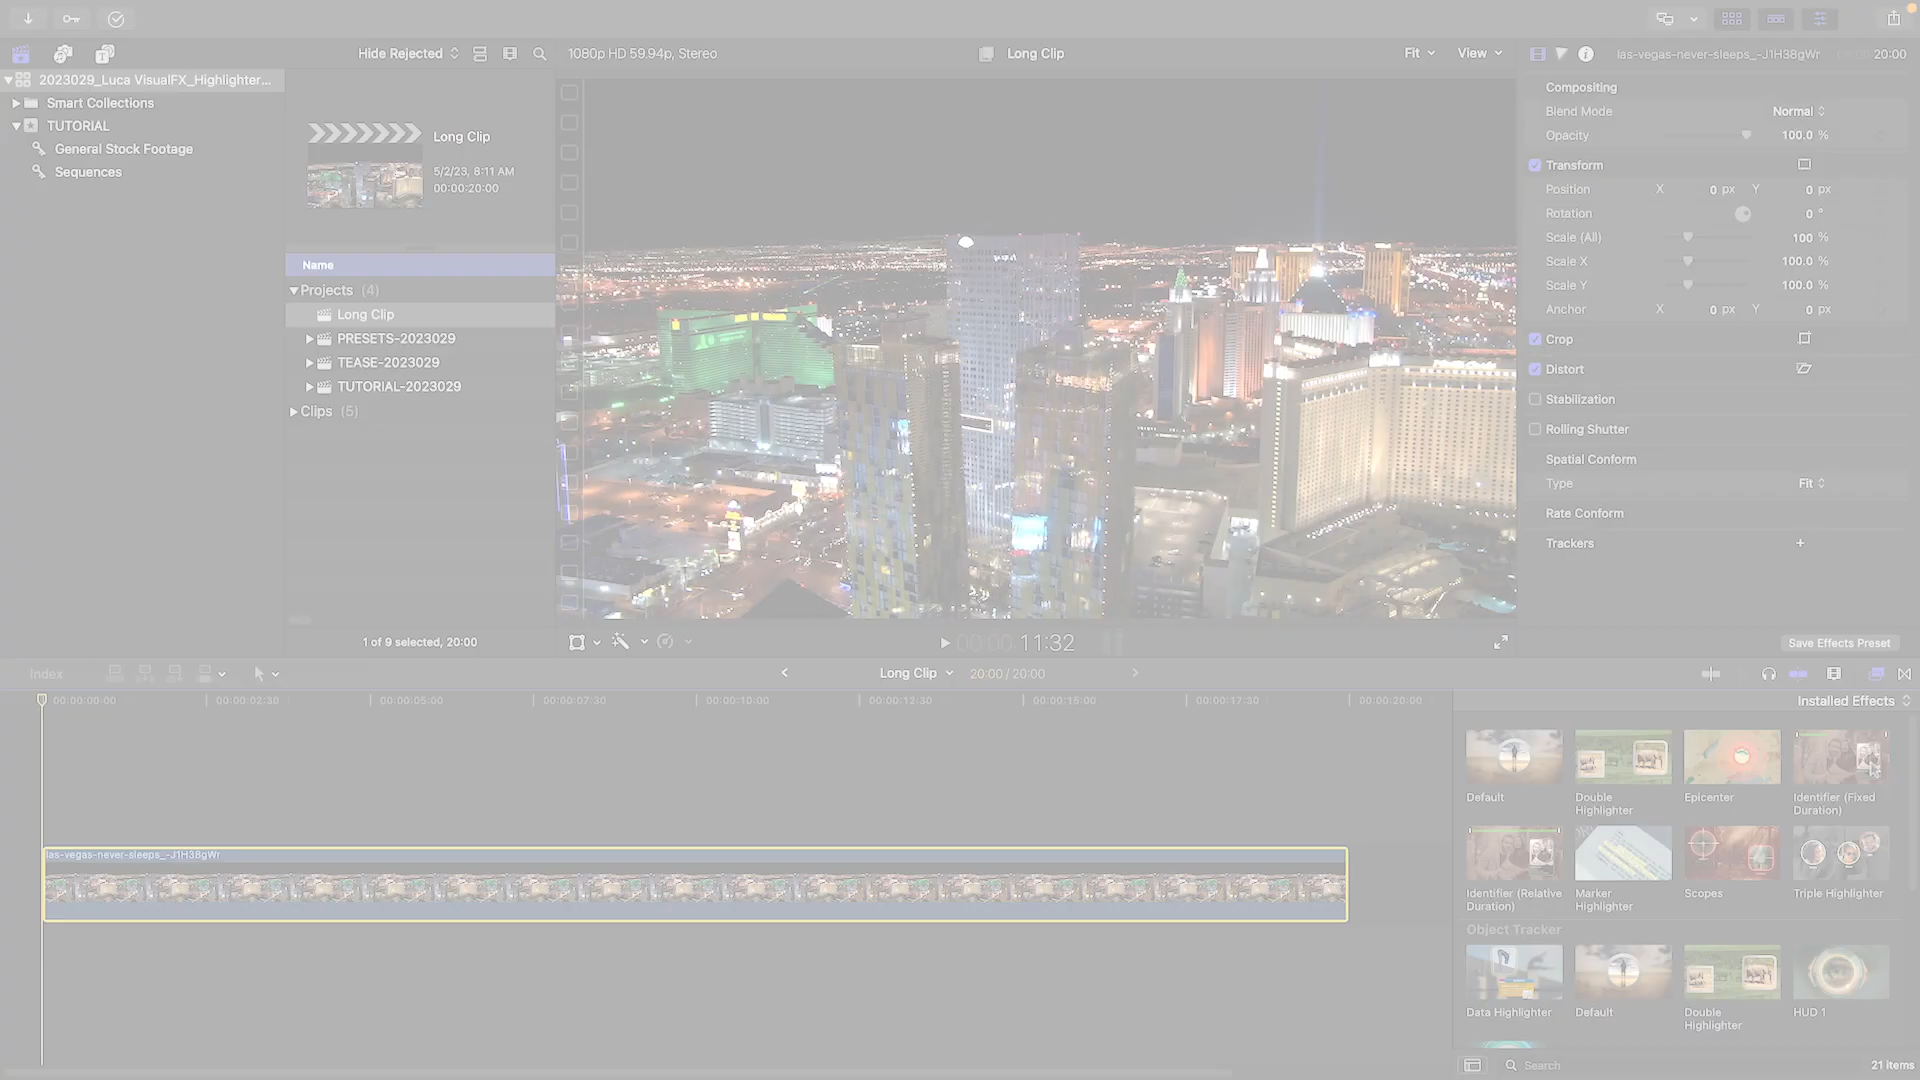 Hide Rejected
1080p HD 59.94p, Stereo
Long Clip
Fit
View
las-vegas-never-sleeps_-J1H38gWr
20:00
2023029_Luca VisualFX_Highlighter...
Smart Collections
TUTORIAL
General Stock Footage
Sequences
Long Clip
5/2/23, 8:11 AM
00:00:20:00
Name
Projects (4)
Long Clip
PRESETS-2023029
TEASE-2023029
TUTORIAL-2023029
Clips (5)
1 of 9 selected, 20:00
Compositing
Blend Mode Normal
Opacity 100.0 %
Transform
Position X 0 px Y 0 px
Rotation 0 °
Scale (All) 100 %
Scale X 100.0 %
Scale Y 100.0 %
Anchor X 0 px Y 0 px
Crop
Distort
Stabilization
Rolling Shutter
Spatial Conform
Type Fit
Rate Conform
Trackers +
Save Effects Preset
00:00:11:32
Index
Long Clip
20:00 / 20:00
00:00:00:00 00:00:02:30 00:00:05:00 00:00:07:30 00:00:10:00 00:00:12:30 00:00:15:00 00:00:17:30 00:00:20:00
las-vegas-never-sleeps_-J1H38gWr
Installed Effects
Default
Double Highlighter
Epicenter
Identifier (Fixed Duration)
Identifier (Relative Duration)
Marker Highlighter
Scopes
Triple Highlighter
Object Tracker
Data Highlighter
Default
Double Highlighter
HUD 1
Search
21 items